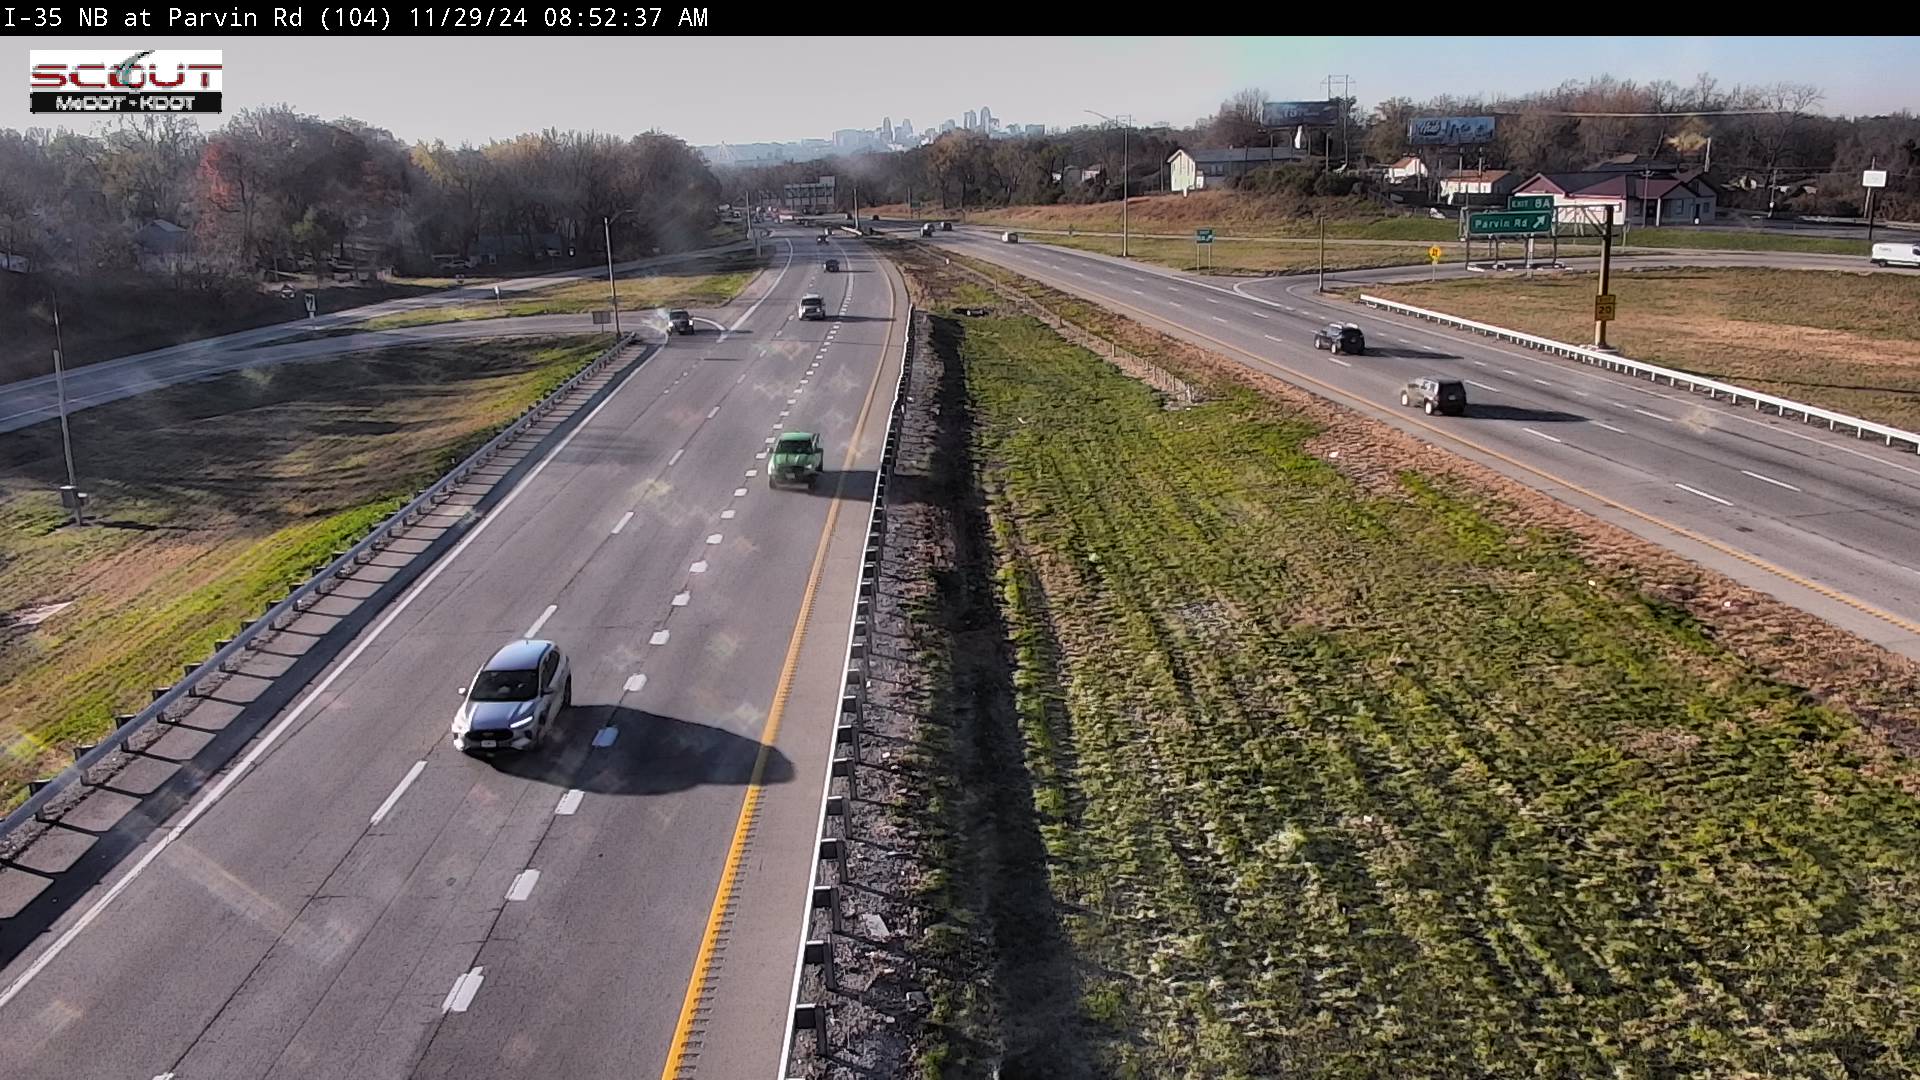 I-35 NB at Parvin Rd (104) 11/29/24 08:52:37 AM
SCOUT
MoDOT - KDOT
EXIT 8A
Parvin Rd